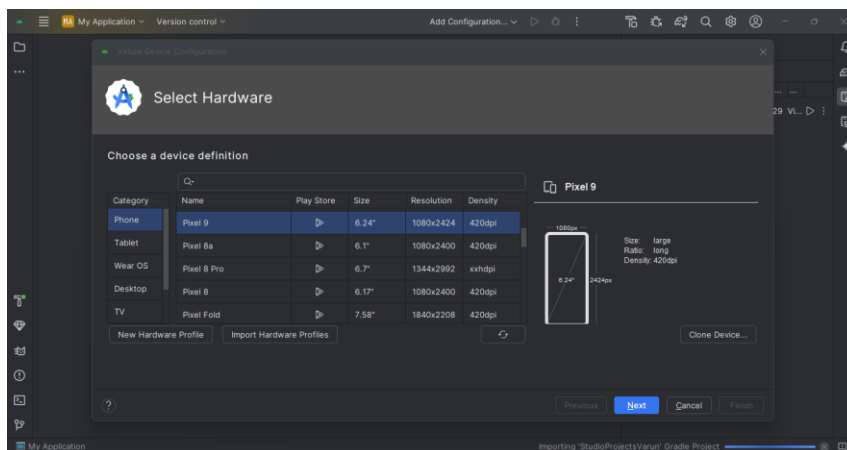 MA My Application Version control Add Configuration...
Virtual Device Configuration
Select Hardware
29 Vi...
Choose a device definition
Pixel 9
Category Name Play Store Size Resolution Density
Phone Pixel 9 6.24" 1080x2424 420dpi
Tablet Pixel 8a 6.1" 1080x2400 420dpi
Wear OS Pixel 8 Pro 6.7" 1344x2992 xxhdpi
Desktop Pixel 8 6.17" 1080x2400 420dpi
TV Pixel Fold 7.58" 1840x2208 420dpi
1080px
6.24" 2424px
Size: large
Ratio: long
Density: 420dpi
New Hardware Profile Import Hardware Profiles Clone Device...
? Previous Next Cancel Finish
My Application Importing 'StudioProjectsVarun' Gradle Project